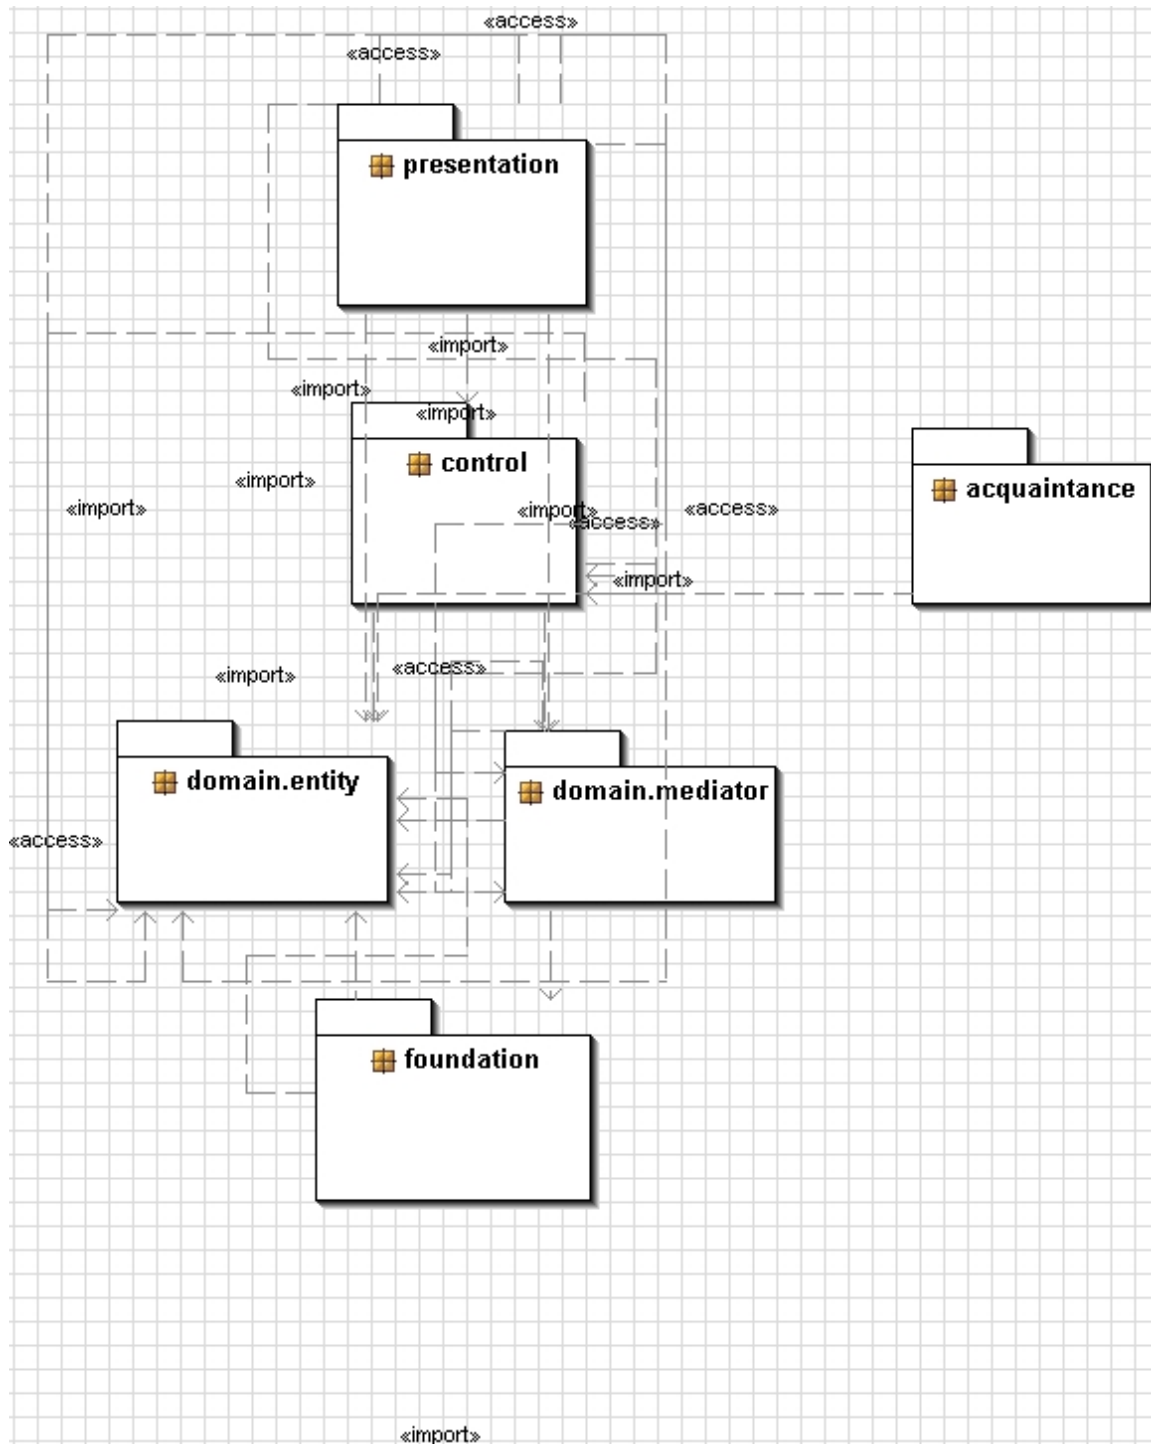 «access»
«access»
presentation
«import»
«import»
«import»
control
«import»
acquaintance
«import»
«import»
«access»
«access»
«import»
«access»
«import»
domain.entity
domain.mediator
«access»
foundation
«import»